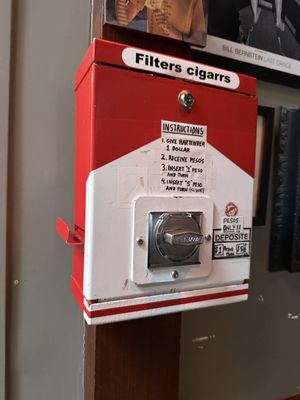 BILL BERNSTEIN LAST DANCE
Filters cigarrs
INSTRUCTIONS
1. GIVE BARTENDER
1 DOLLAR
2. RECEIVE PESOS
3. INSERT "1" PESO
AND TURN
4. INSERT "5" PESO
AND TURN
PESOS
ONLY!!
DEPOSITE